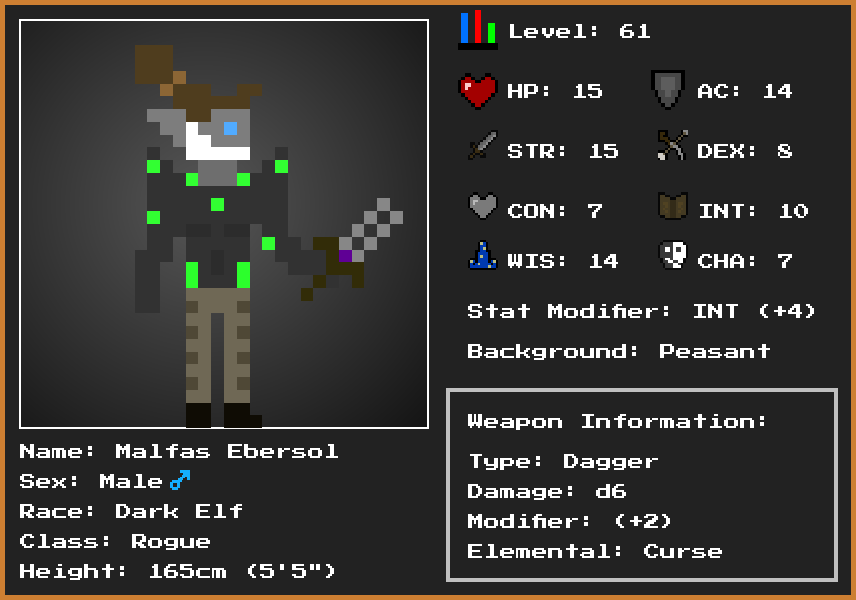 Level: 61
HP: 15 AC: 14
STR: 15 DEX: 8
CON: 7 INT: 10
WIS: 14 CHA: 7
Stat Modifier: INT (+4)
Background: Peasant
Weapon Information:
Type: Dagger
Damage: d6
Modifier: (+2)
Elemental: Curse
Name: Malfas Ebersol
Sex: Male♂
Race: Dark Elf
Class: Rogue
Height: 165cm (5'5")